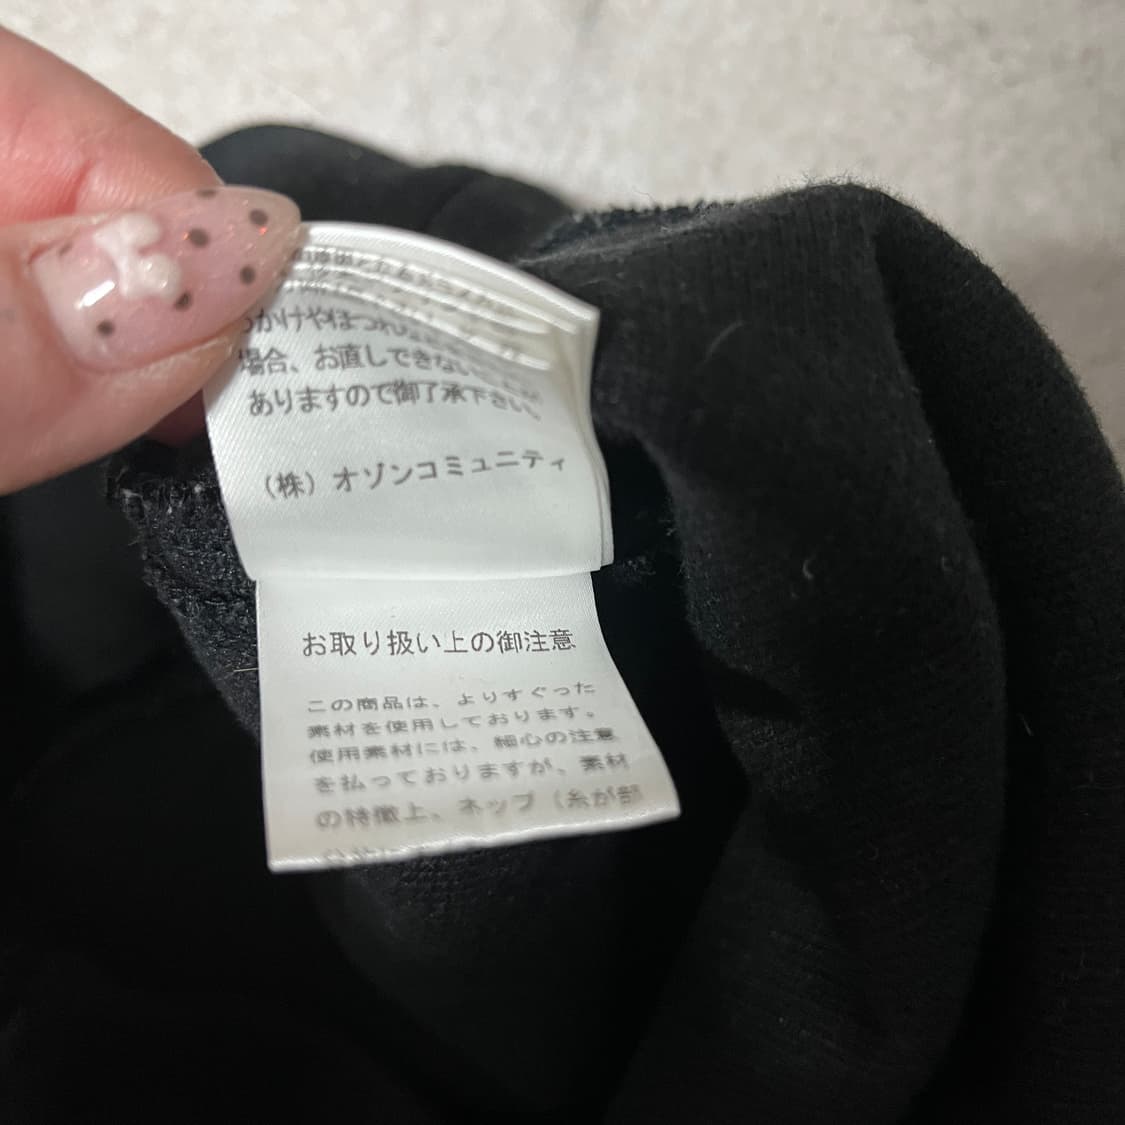 かけやほつれ
場合、お直しできない
ありますので御了承下さい。
（株）オゾンコミュニティ
お取り扱い上の御注意
この商品は、よりすぐった
素材を使用しております。
使用素材には、細心の注意
を払っておりますが、素材
の特徴上、ネップ（糸が部